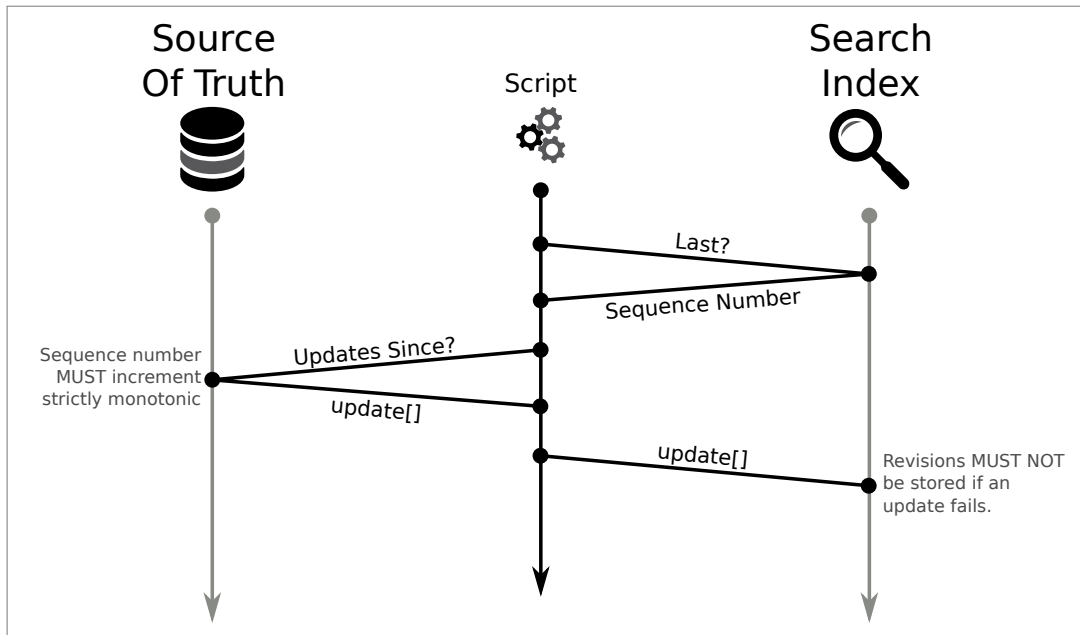 Source
Of Truth
Script
Search
Index
Last?
Sequence Number
Updates Since?
Sequence number
MUST increment
strictly monotonic
update[]
update[]
Revisions MUST NOT
be stored if an
update fails.